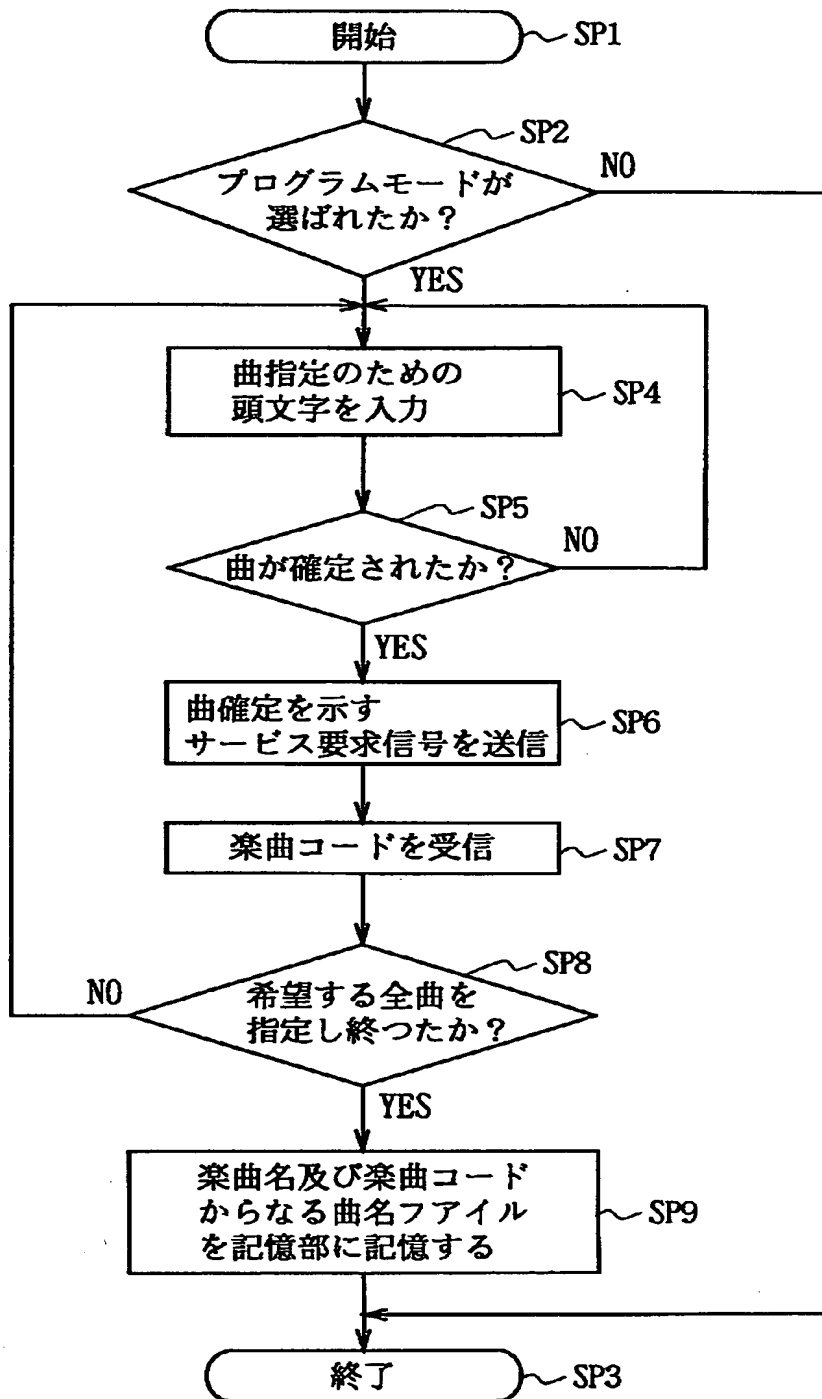 開始
SP1
SP2
プログラムモードが
選ばれたか?
NO
YES
曲指定のための
頭文字を入力
SP4
SP5
曲が確定されたか?
NO
YES
曲確定を示す
サービス要求信号を送信
SP6
楽曲コードを受信
SP7
SP8
希望する全曲を
指定し終つたか?
NO
YES
楽曲名及び楽曲コード
からなる曲名フアイル
を記憶部に記憶する
SP9
終了
SP3